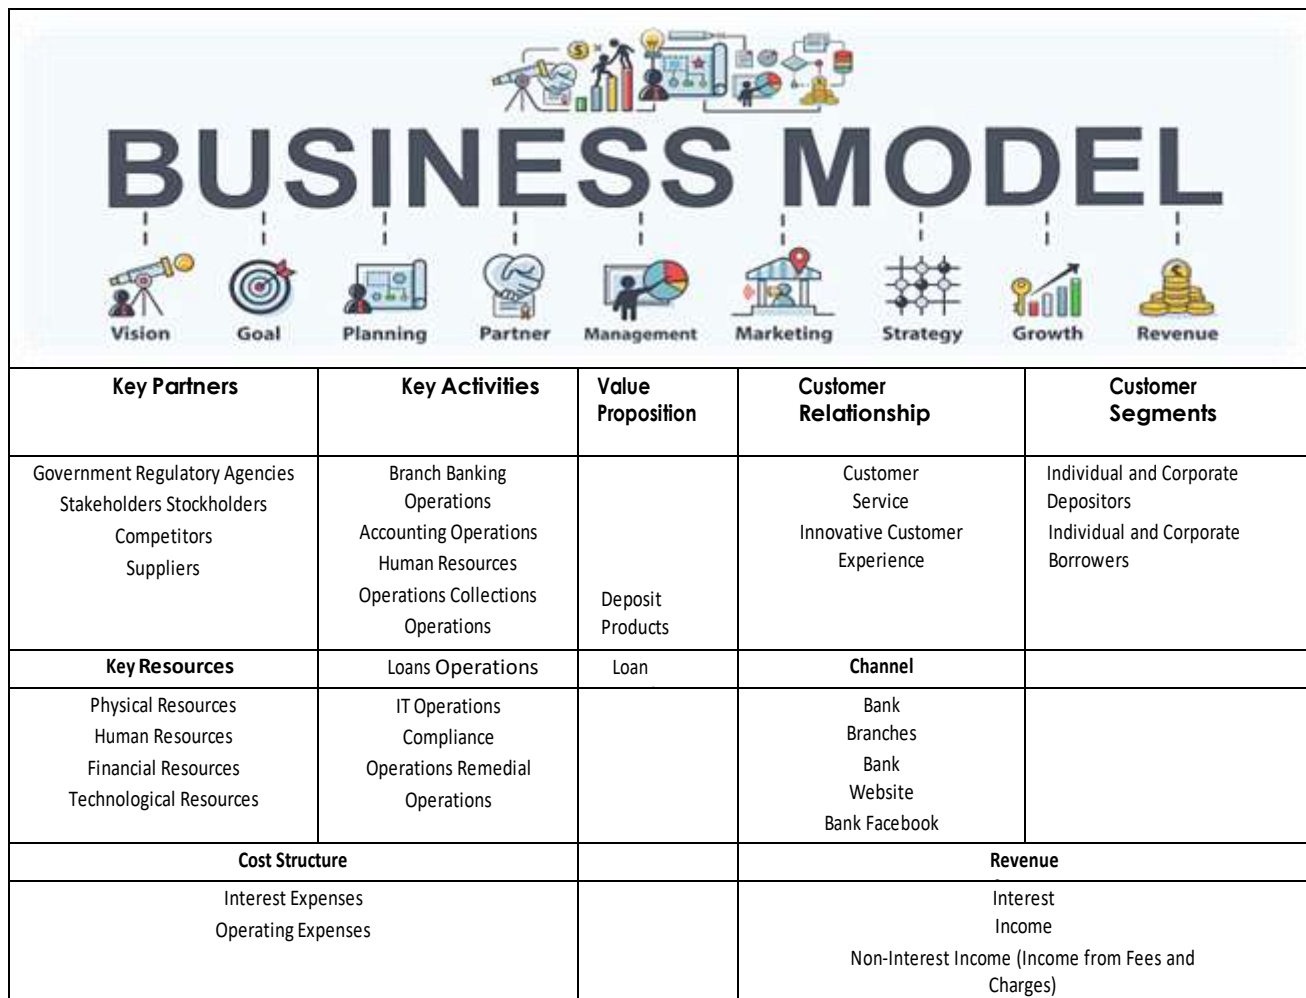 BUSINESS MODEL
Vision
Goal
Planning
Partner
Management
Marketing
Strategy
Growth
Revenue
Key Partners
Key Activities
Value
Proposition
Customer
Relationship
Customer
Segments
Government Regulatory Agencies
Stakeholders Stockholders
Competitors
Suppliers
Branch Banking
Operations
Accounting Operations
Human Resources
Operations Collections
Operations
Deposit
Products
Customer
Service
Innovative Customer
Experience
Individual and Corporate
Depositors
Individual and Corporate
Borrowers
Key Resources
Loans Operations
Loan
Channel
Physical Resources
Human Resources
Financial Resources
Technological Resources
IT Operations
Compliance
Operations Remedial
Operations
Bank
Branches
Bank
Website
Bank Facebook
Cost Structure
Revenue
Interest Expenses
Operating Expenses
Interest
Income
Non-Interest Income (Income from Fees and
Charges)